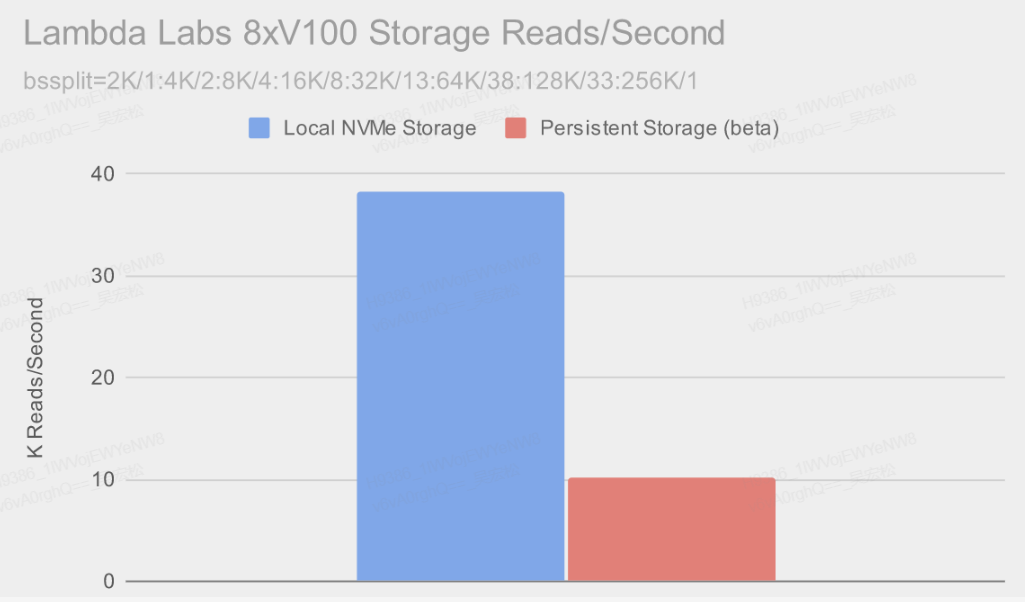 Lambda Labs 8xV100 Storage Reads/Second
bssplit=2K/1:4K/2:8K/4:16K/8:32K/13:64K/38:128K/33:256K/1
Local NVMe Storage
Persistent Storage (beta)
40
30
20
10
0
K Reads/Second